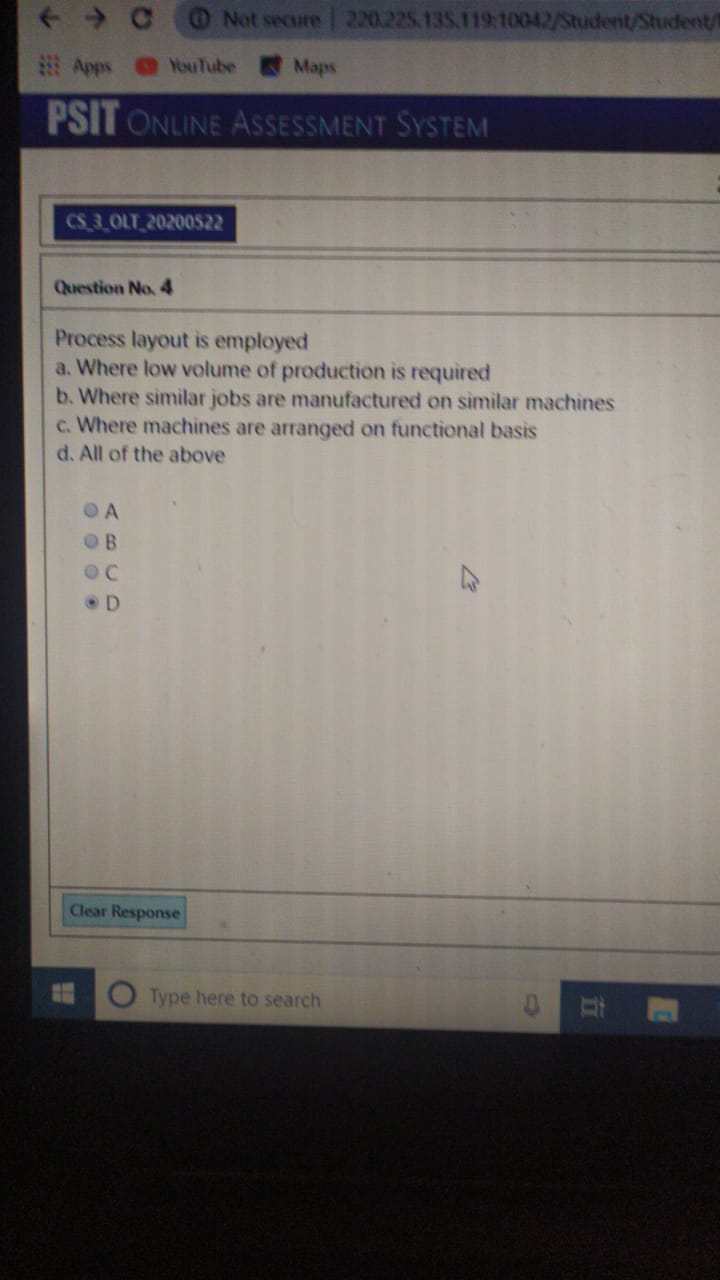 Not secure | 220.225.135.119:10042/Student/Student/
Apps YouTube Maps
PSIT ONLINE ASSESSMENT SYSTEM
CS_3_OLT_20200522
Question No. 4
Process layout is employed
a. Where low volume of production is required
b. Where similar jobs are manufactured on similar machines
c. Where machines are arranged on functional basis
d. All of the above
A
B
C
D
Clear Response
Type here to search